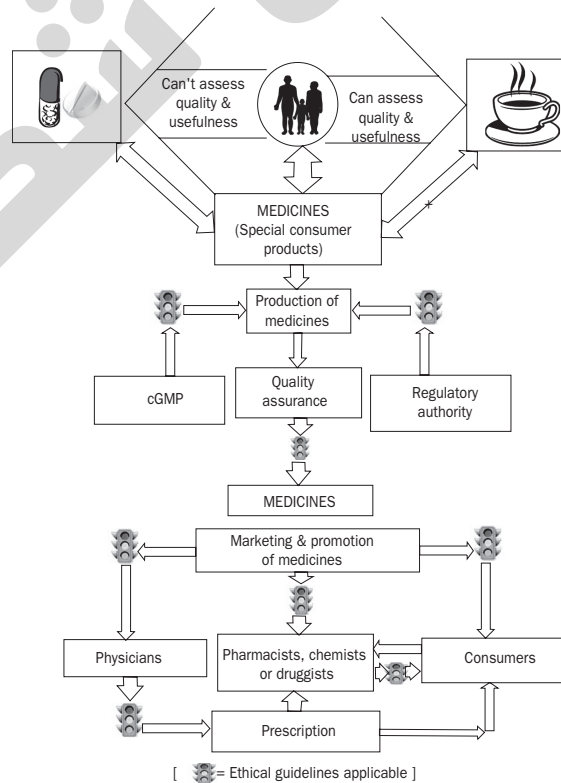 Can't assess
quality &
usefulness
Can assess
quality &
usefulness
MEDICINES
(Special consumer
products)
Production of
medicines
cGMP
Quality
assurance
Regulatory
authority
MEDICINES
Marketing & promotion
of medicines
Physicians
Pharmacists, chemists
or druggists
Consumers
Prescription
[ = Ethical guidelines applicable ]